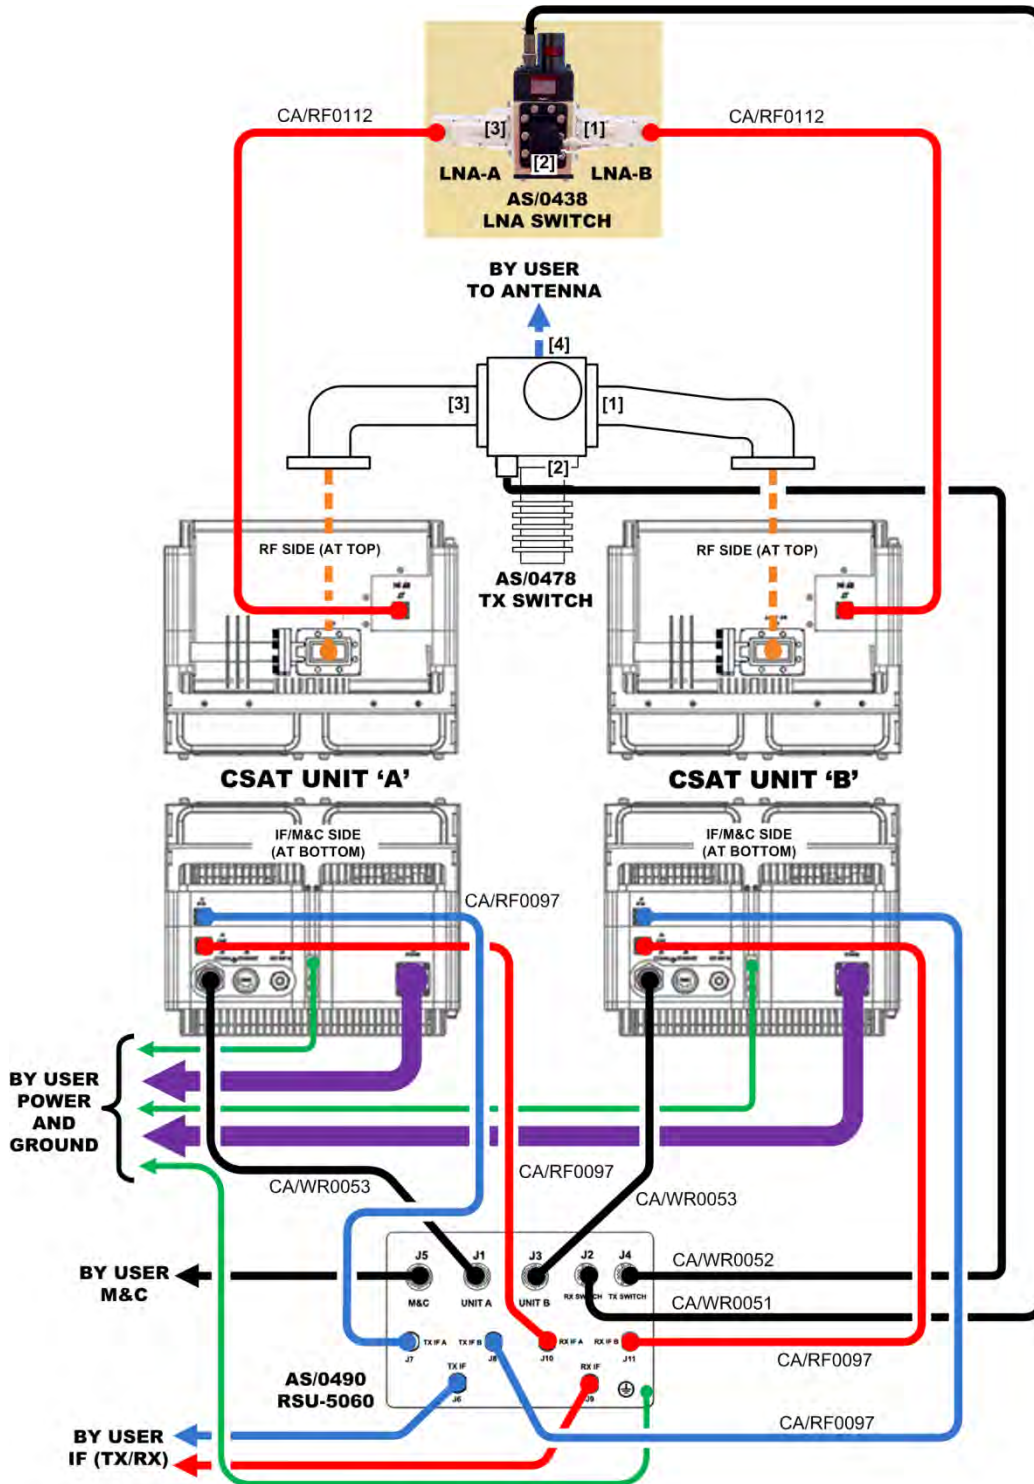 CA/RF0112
CA/RF0112
[3]
[1]
[2]
LNA-A
LNA-B
AS/0438
LNA SWITCH
BY USER
TO ANTENNA
[4]
[3]
[1]
[2]
RF SIDE (AT TOP)
RF SIDE (AT TOP)
AS/0478
TX SWITCH
CSAT UNIT ‘A’
CSAT UNIT ‘B’
IF/M&C SIDE
(AT BOTTOM)
IF/M&C SIDE
(AT BOTTOM)
CA/RF0097
BY USER
POWER
AND
GROUND
CA/WR0053
CA/RF0097
CA/WR0053
J5
J1
J3
J2
J4
CA/WR0052
BY USER
M&C
M&C
UNIT A
UNIT B
RX SWITCH
TX SWITCH
CA/WR0051
TX IF A
TX IF B
RX IF A
RX IF B
J7
J8
J10
J11
CA/RF0097
AS/0490
RSU-5060
TX IF
RX IF
J6
J9
CA/RF0097
BY USER
IF (TX/RX)